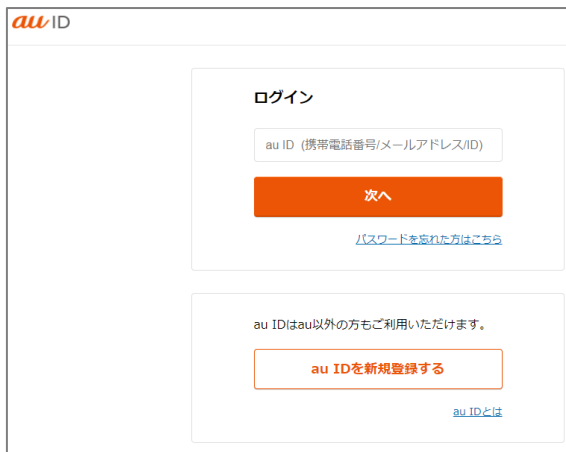 au ID
ログイン
au ID (携帯電話番号/メールアドレス/ID)
次へ
パスワードを忘れた方はこちら
au IDはau以外の方もご利用いただけます。
au IDを新規登録する
au IDとは